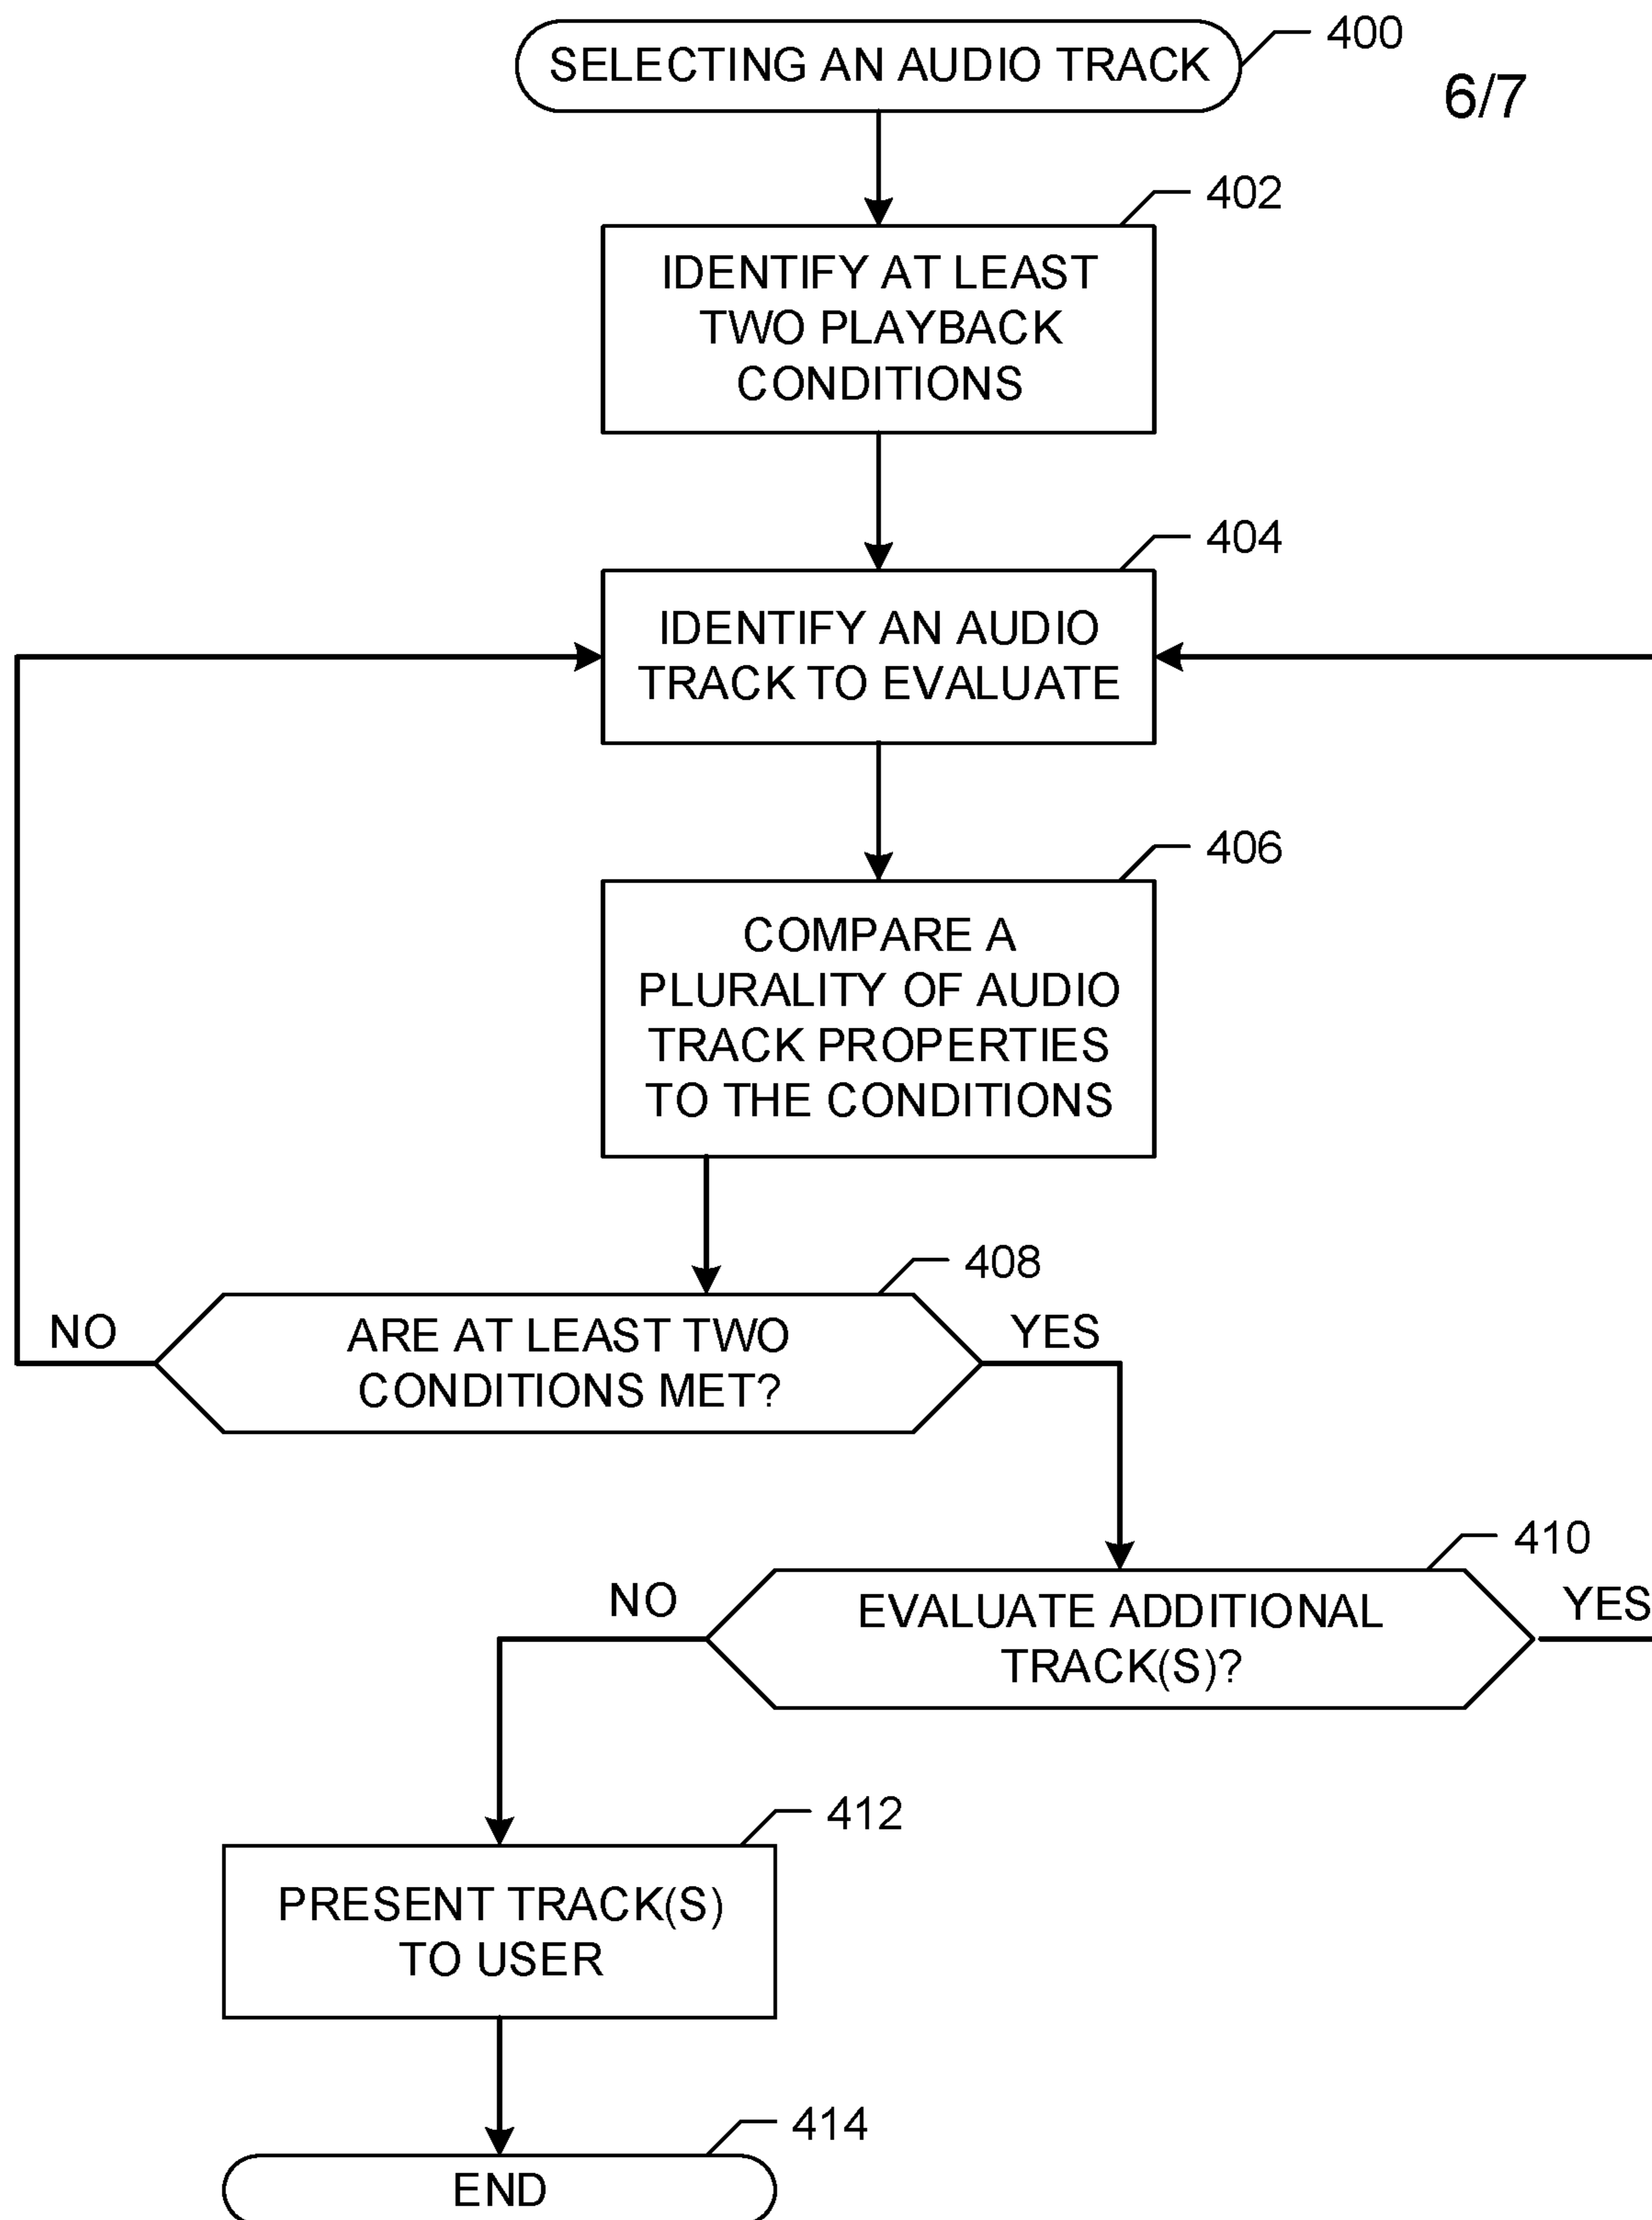 SELECTING AN AUDIO TRACK
400
6/7
402
IDENTIFY AT LEAST
TWO PLAYBACK
CONDITIONS
404
IDENTIFY AN AUDIO
TRACK TO EVALUATE
406
COMPARE A
PLURALITY OF AUDIO
TRACK PROPERTIES
TO THE CONDITIONS
408
NO
ARE AT LEAST TWO
CONDITIONS MET?
YES
410
NO
EVALUATE ADDITIONAL
TRACK(S)?
YES
412
PRESENT TRACK(S)
TO USER
414
END